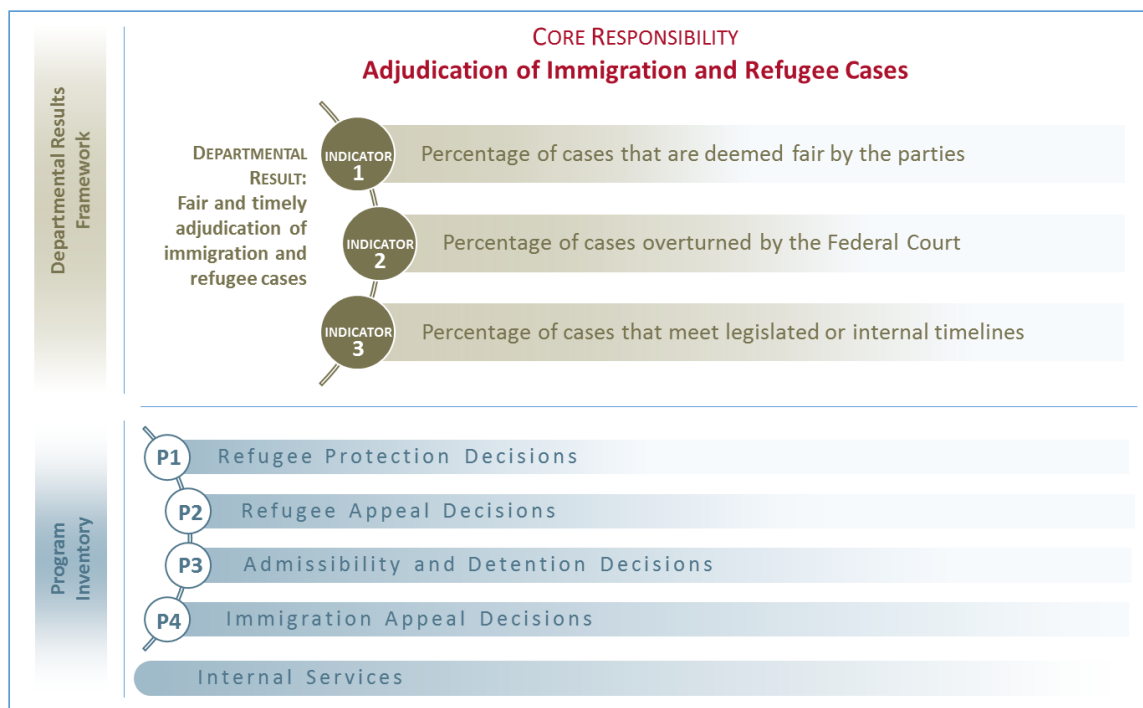 CORE RESPONSIBILITY
Adjudication of Immigration and Refugee Cases
Departmental Results
Framework
DEPARTMENTAL
RESULT:
Fair and timely
adjudication of
immigration and
refugee cases
INDICATOR
1
Percentage of cases that are deemed fair by the parties
INDICATOR
2
Percentage of cases overturned by the Federal Court
INDICATOR
3
Percentage of cases that meet legislated or internal timelines
Program
Inventory
P1 Refugee Protection Decisions
P2 Refugee Appeal Decisions
P3 Admissibility and Detention Decisions
P4 Immigration Appeal Decisions
Internal Services